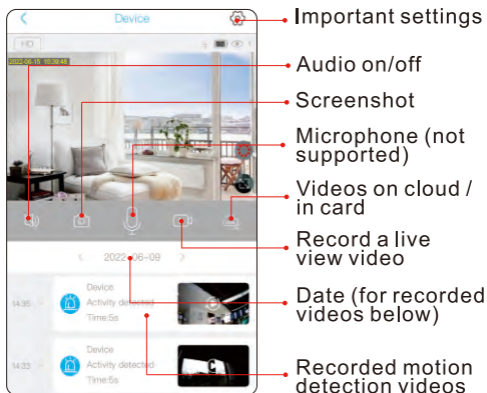 Device
Important settings
HD
1
2022-06-15 15:39:48
Audio on/off
Screenshot
Microphone (not
supported)
Videos on cloud /
in card
Record a live
view video
2022-06-09
Date (for recorded
videos below)
Device
14:35
Activity detected
Time:5s
Recorded motion
detection videos
Device
14:33
Activity detected
Time:5s